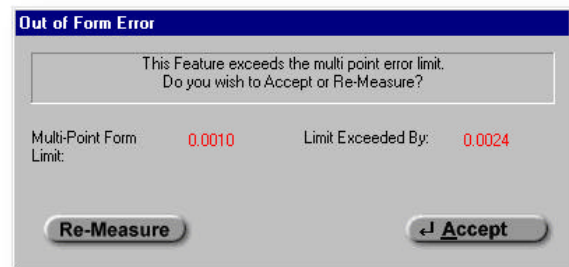 Out of Form Error
This Feature exceeds the multi point error limit.
Do you wish to Accept or Re-Measure?
Multi-Point Form Limit: 0.0010 Limit Exceeded By: 0.0024
Re-Measure
↵ Accept